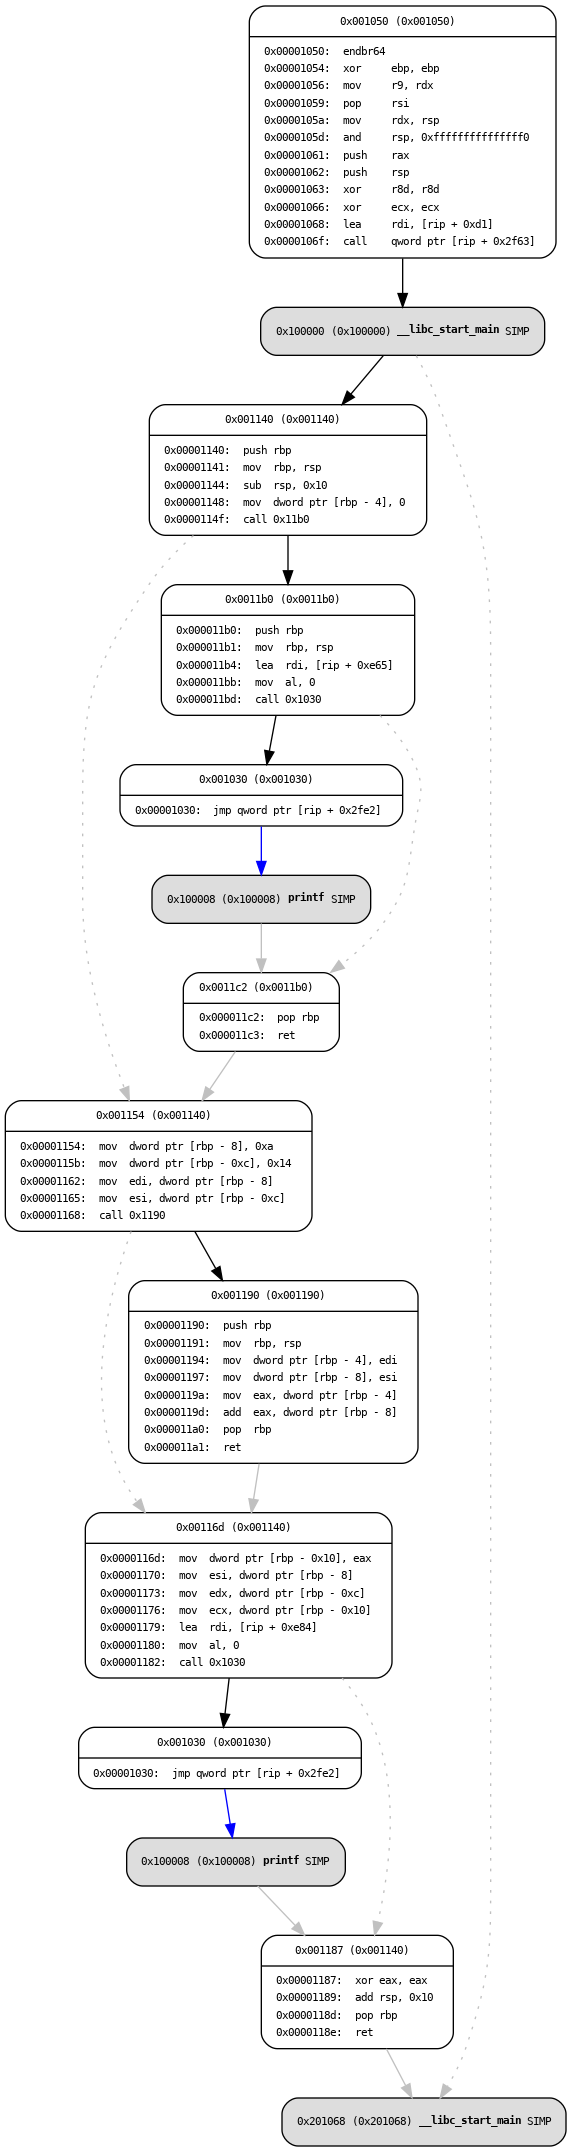 0x001050 (0x001050)
0x00001050: endbr64
0x00001054: xor ebp, ebp
0x00001056: mov r9, rdx
0x00001059: pop rsi
0x0000105a: mov rdx, rsp
0x0000105d: and rsp, 0xfffffffffffffff0
0x00001061: push rax
0x00001062: push rsp
0x00001063: xor r8d, r8d
0x00001066: xor ecx, ecx
0x00001068: lea rdi, [rip + 0xd1]
0x0000106f: call qword ptr [rip + 0x2f63]
0x100000 (0x100000) __libc_start_main SIMP
0x001140 (0x001140)
0x00001140: push rbp
0x00001141: mov rbp, rsp
0x00001144: sub rsp, 0x10
0x00001148: mov dword ptr [rbp - 4], 0
0x0000114f: call 0x11b0
0x0011b0 (0x0011b0)
0x000011b0: push rbp
0x000011b1: mov rbp, rsp
0x000011b4: lea rdi, [rip + 0xe65]
0x000011bb: mov al, 0
0x000011bd: call 0x1030
0x001030 (0x001030)
0x00001030: jmp qword ptr [rip + 0x2fe2]
0x100008 (0x100008) printf SIMP
0x0011c2 (0x0011b0)
0x000011c2: pop rbp
0x000011c3: ret
0x001154 (0x001140)
0x00001154: mov dword ptr [rbp - 8], 0xa
0x0000115b: mov dword ptr [rbp - 0xc], 0x14
0x00001162: mov edi, dword ptr [rbp - 8]
0x00001165: mov esi, dword ptr [rbp - 0xc]
0x00001168: call 0x1190
0x001190 (0x001190)
0x00001190: push rbp
0x00001191: mov rbp, rsp
0x00001194: mov dword ptr [rbp - 4], edi
0x00001197: mov dword ptr [rbp - 8], esi
0x0000119a: mov eax, dword ptr [rbp - 4]
0x0000119d: add eax, dword ptr [rbp - 8]
0x000011a0: pop rbp
0x000011a1: ret
0x00116d (0x001140)
0x0000116d: mov dword ptr [rbp - 0x10], eax
0x00001170: mov esi, dword ptr [rbp - 8]
0x00001173: mov edx, dword ptr [rbp - 0xc]
0x00001176: mov ecx, dword ptr [rbp - 0x10]
0x00001179: lea rdi, [rip + 0xe84]
0x00001180: mov al, 0
0x00001182: call 0x1030
0x001030 (0x001030)
0x00001030: jmp qword ptr [rip + 0x2fe2]
0x100008 (0x100008) printf SIMP
0x001187 (0x001140)
0x00001187: xor eax, eax
0x00001189: add rsp, 0x10
0x0000118d: pop rbp
0x0000118e: ret
0x201068 (0x201068) __libc_start_main SIMP